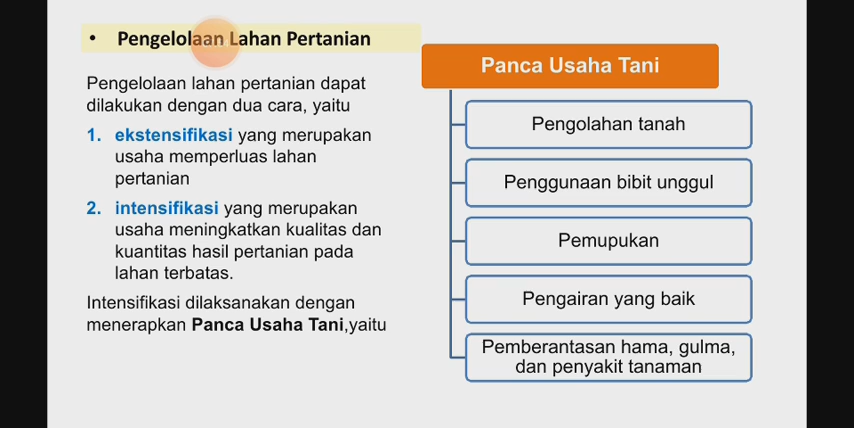 • Pengelolaan Lahan Pertanian
Pengelolaan lahan pertanian dapat
dilakukan dengan dua cara, yaitu
1. ekstensifikasi yang merupakan
usaha memperluas lahan
pertanian
2. intensifikasi yang merupakan
usaha meningkatkan kualitas dan
kuantitas hasil pertanian pada
lahan terbatas.
Intensifikasi dilaksanakan dengan
menerapkan Panca Usaha Tani,yaitu
Panca Usaha Tani
Pengolahan tanah
Penggunaan bibit unggul
Pemupukan
Pengairan yang baik
Pemberantasan hama, gulma,
dan penyakit tanaman